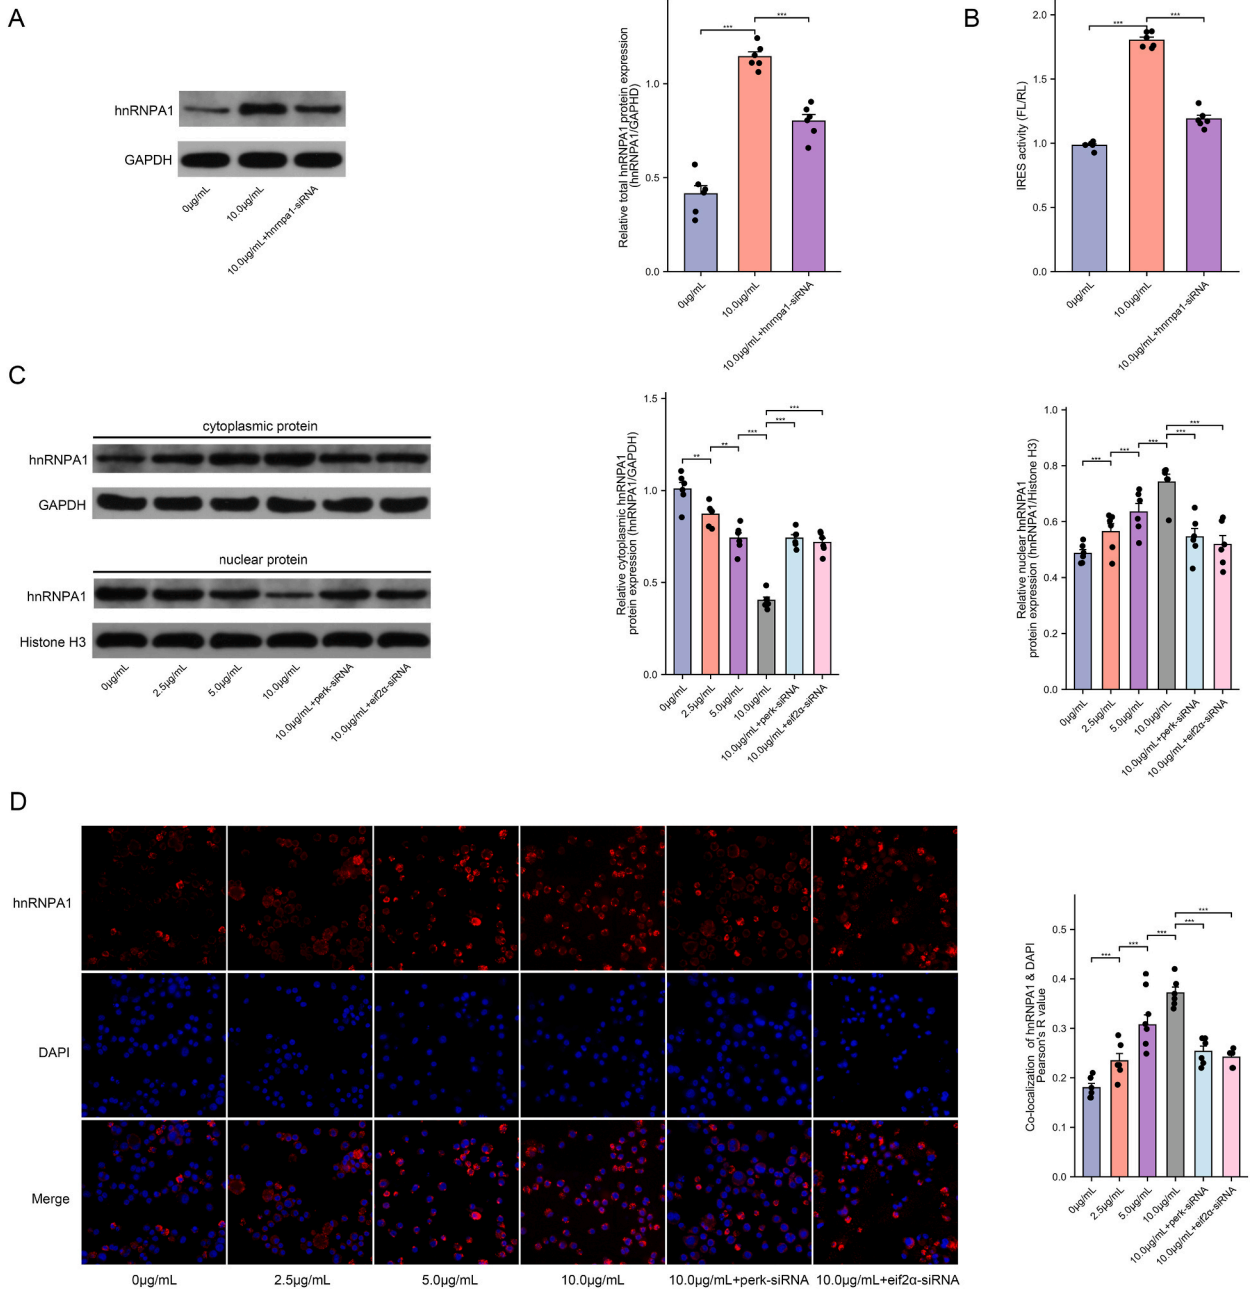 A
hnRNPA1
GAPDH
0μg/mL
10.0μg/mL
10.0μg/mL+hnrnpa1-siRNA
Relative total hnRNPA1 protein expression
(hnRNPA1/GAPHD)
1.0
0.5
0.0
***
***
0μg/mL
10.0μg/mL
10.0μg/mL+hnrnpa1-siRNA
B
IRES activity (FL/RL)
2.0
1.5
1.0
0.5
0.0
***
***
0μg/mL
10.0μg/mL
10.0μg/mL+hnrnpa1-siRNA
C
cytoplasmic protein
hnRNPA1
GAPDH
nuclear protein
hnRNPA1
Histone H3
0μg/mL
2.5μg/mL
5.0μg/mL
10.0μg/mL
10.0μg/mL+perk-siRNA
10.0μg/mL+eif2α-siRNA
Relative cytoplasmic hnRNPA1
protein expression (hnRNPA1/GAPDH)
1.5
1.0
0.5
0.0
**
**
***
***
***
0μg/mL
2.5μg/mL
5.0μg/mL
10.0μg/mL
10.0μg/mL+perk-siRNA
10.0μg/mL+eif2α-siRNA
Relative nuclear hnRNPA1
protein expression (hnRNPA1/Histone H3)
1.0
0.8
0.6
0.4
0.2
0.0
***
***
***
***
***
0μg/mL
2.5μg/mL
5.0μg/mL
10.0μg/mL
10.0μg/mL+perk-siRNA
10.0μg/mL+eif2α-siRNA
D
hnRNPA1
DAPI
Merge
0μg/mL
2.5μg/mL
5.0μg/mL
10.0μg/mL
10.0μg/mL+perk-siRNA
10.0μg/mL+eif2α-siRNA
Co-localization of hnRNPA1 & DAPI
Pearson's R value
0.5
0.4
0.3
0.2
0.1
0.0
***
***
***
***
***
0μg/mL
2.5μg/mL
5.0μg/mL
10.0μg/mL
10.0μg/mL+perk-siRNA
10.0μg/mL+eif2α-siRNA